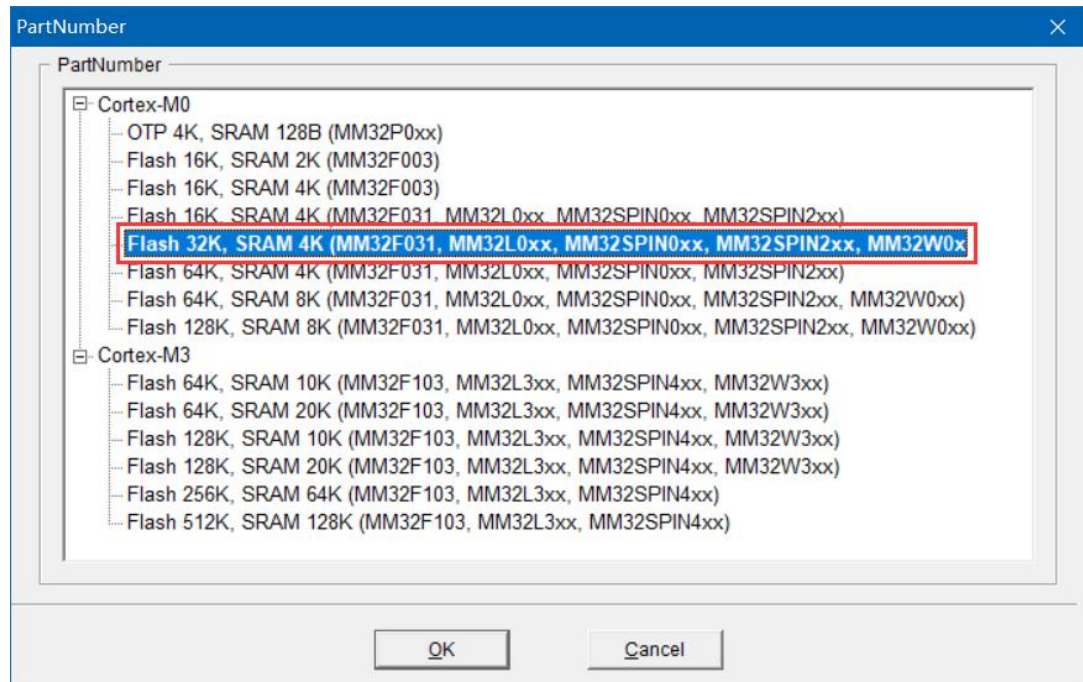 PartNumber
PartNumber
Cortex-M0
OTP 4K, SRAM 128B (MM32P0xx)
Flash 16K, SRAM 2K (MM32F003)
Flash 16K, SRAM 4K (MM32F003)
Flash 16K, SRAM 4K (MM32F031, MM32L0xx, MM32SPIN0xx, MM32SPIN2xx)
Flash 32K, SRAM 4K (MM32F031, MM32L0xx, MM32SPIN0xx, MM32SPIN2xx, MM32W0x
Flash 64K, SRAM 4K (MM32F031, MM32L0xx, MM32SPIN0xx, MM32SPIN2xx)
Flash 64K, SRAM 8K (MM32F031, MM32L0xx, MM32SPIN0xx, MM32SPIN2xx, MM32W0xx)
Flash 128K, SRAM 8K (MM32F031, MM32L0xx, MM32SPIN0xx, MM32SPIN2xx, MM32W0xx)
Cortex-M3
Flash 64K, SRAM 10K (MM32F103, MM32L3xx, MM32SPIN4xx, MM32W3xx)
Flash 64K, SRAM 20K (MM32F103, MM32L3xx, MM32SPIN4xx, MM32W3xx)
Flash 128K, SRAM 10K (MM32F103, MM32L3xx, MM32SPIN4xx, MM32W3xx)
Flash 128K, SRAM 20K (MM32F103, MM32L3xx, MM32SPIN4xx, MM32W3xx)
Flash 256K, SRAM 64K (MM32F103, MM32L3xx, MM32SPIN4xx)
Flash 512K, SRAM 128K (MM32F103, MM32L3xx, MM32SPIN4xx)
OK Cancel